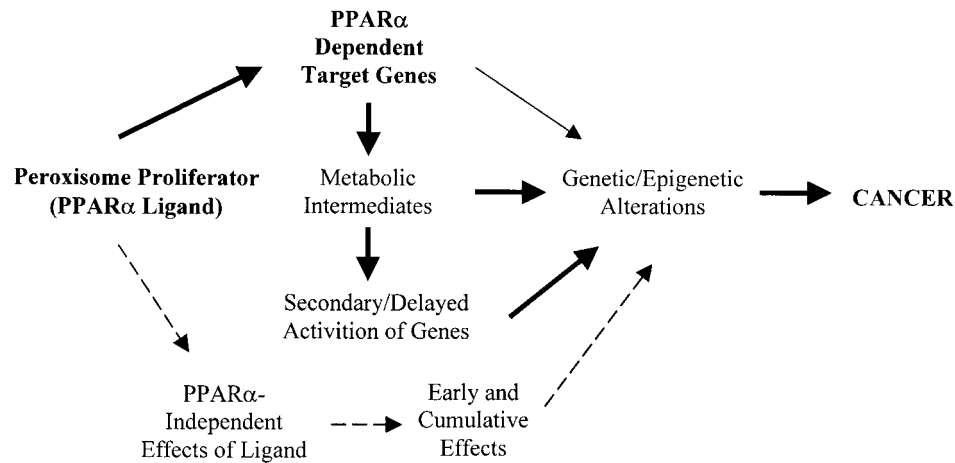 PPARα
Dependent
Target Genes
Peroxisome Proliferator
(PPARα Ligand)
Metabolic
Intermediates
Genetic/Epigenetic
Alterations
CANCER
Secondary/Delayed
Activition of Genes
PPARα-
Independent
Effects of Ligand
Early and
Cumulative
Effects